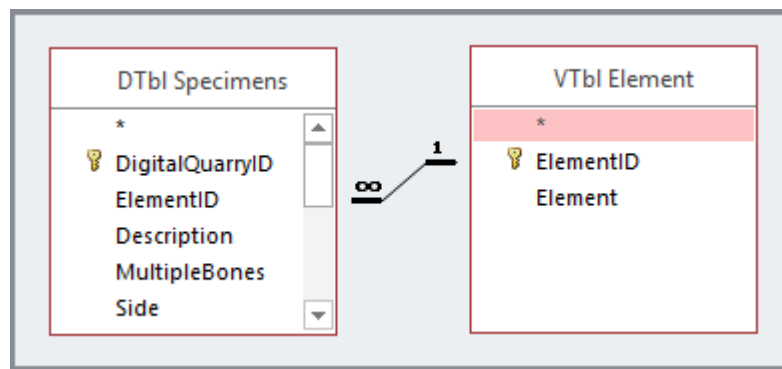 DTbl Specimens
*
DigitalQuarryID
ElementID
Description
MultipleBones
Side
∞
1
VTbl Element
*
ElementID
Element